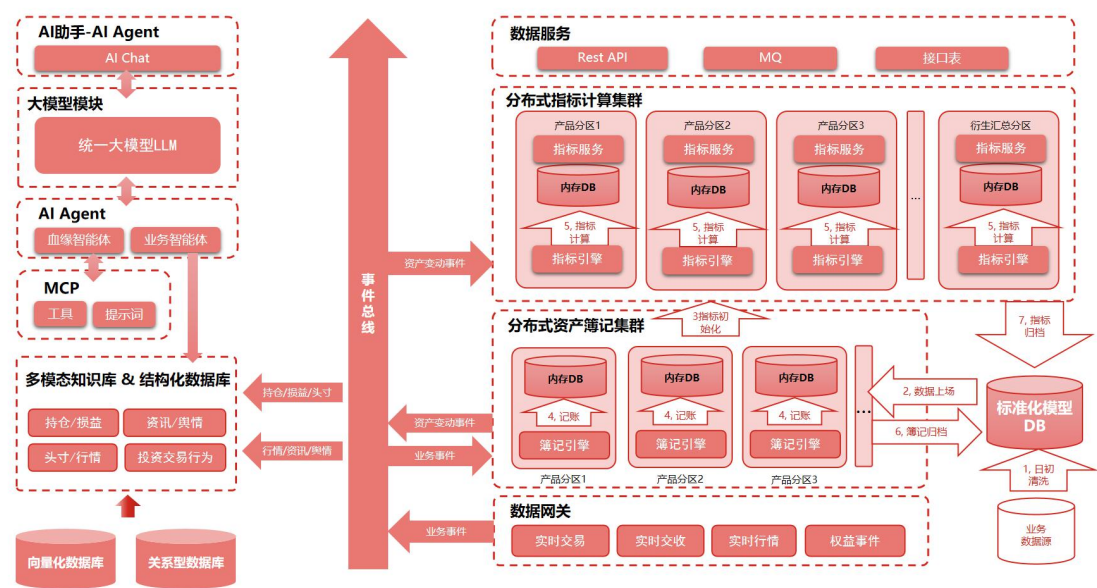 AI助手-AI Agent
AI Chat
大模型模块
统一大模型LLM
AI Agent
血缘智能体
业务智能体
MCP
工具
提示词
多模态知识库 & 结构化数据库
持仓/损益
资讯/舆情
头寸/行情
投资交易行为
向量化数据库
关系型数据库
事件总线
持仓/损益/头寸
行情/资讯/舆情
资产变动事件
资产变动事件
业务事件
业务事件
数据服务
Rest API
MQ
接口表
分布式指标计算集群
产品分区1
指标服务
内存DB
5, 指标
计算
指标引擎
产品分区2
指标服务
内存DB
5, 指标
计算
指标引擎
产品分区3
指标服务
内存DB
5, 指标
计算
指标引擎
...
衍生汇总分区
指标服务
内存DB
5, 指标
计算
指标引擎
3指标初
始化
分布式资产簿记集群
内存DB
4, 记账
簿记引擎
产品分区1
内存DB
4, 记账
簿记引擎
产品分区2
内存DB
4, 记账
簿记引擎
产品分区3
...
数据网关
实时交易
实时交收
实时行情
权益事件
7, 指标
归档
2, 数据上场
6, 簿记归档
标准化模型
DB
1, 日初
清洗
业务
数据源